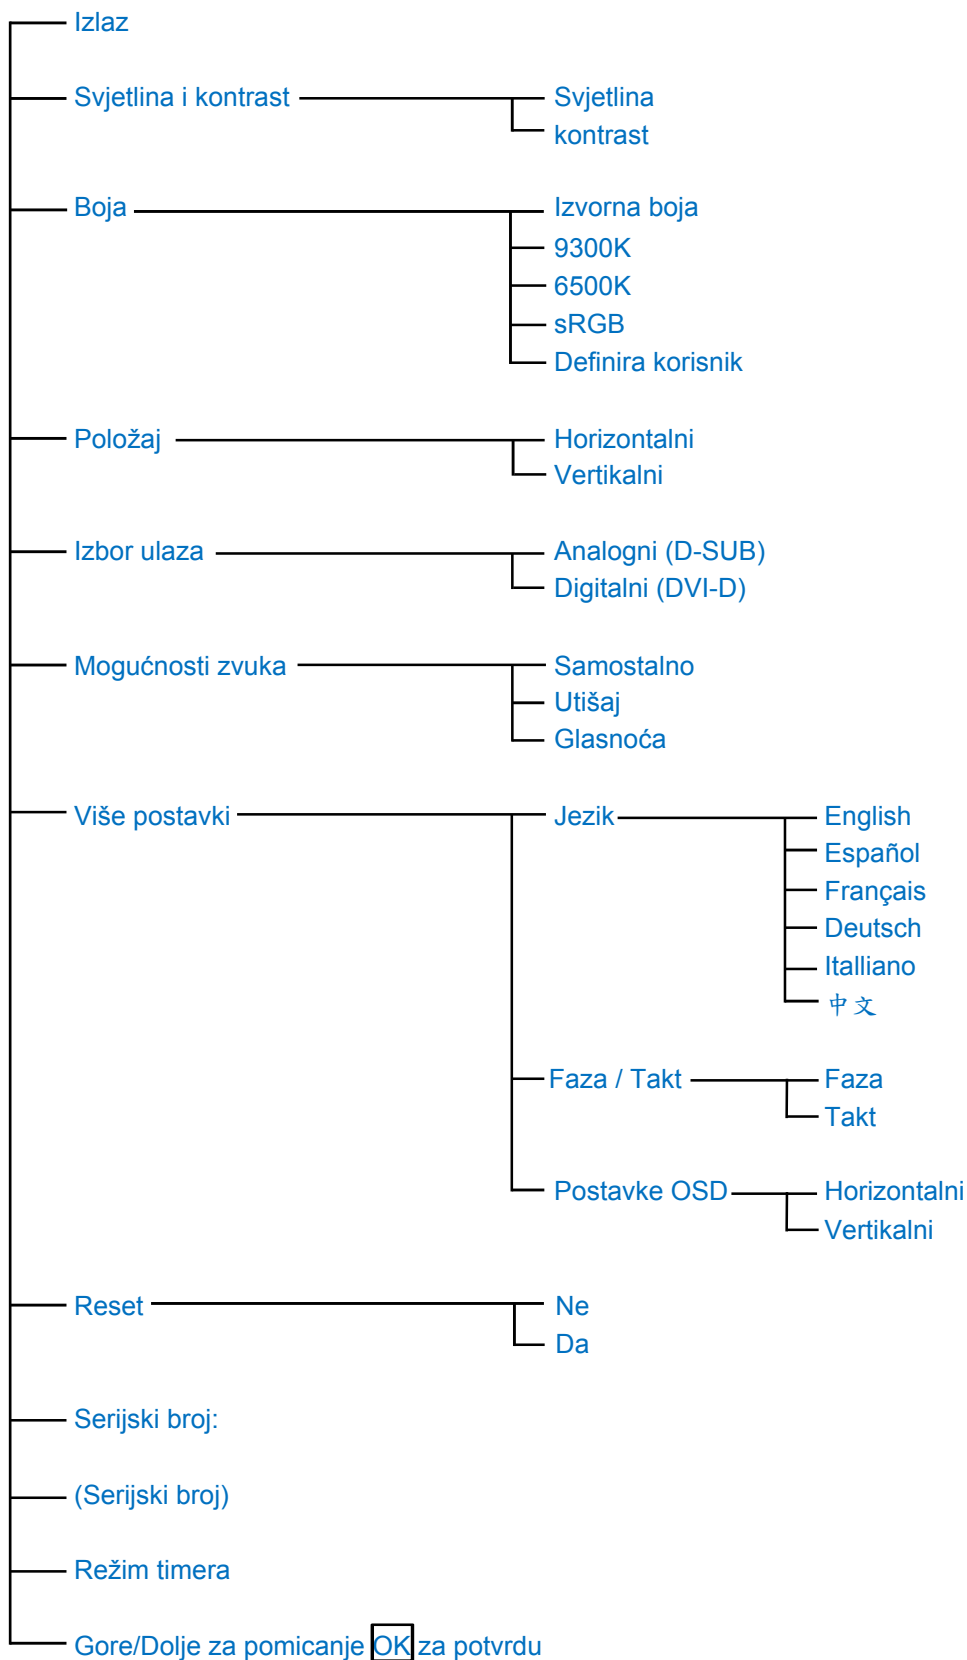 Izlaz
Svjetlina i kontrast
Svjetlina
kontrast
Boja
Izvorna boja
9300K
6500K
sRGB
Definira korisnik
Položaj
Horizontalni
Vertikalni
Izbor ulaza
Analogni (D-SUB)
Digitalni (DVI-D)
Mogućnosti zvuka
Samostalno
Utišaj
Glasnoća
Više postavki
Jezik
English
Español
Français
Deutsch
Italliano
中文
Faza / Takt
Faza
Takt
Postavke OSD
Horizontalni
Vertikalni
Reset
Ne
Da
Serijski broj:
(Serijski broj)
Režim timera
Gore/Dolje za pomicanje OK za potvrdu